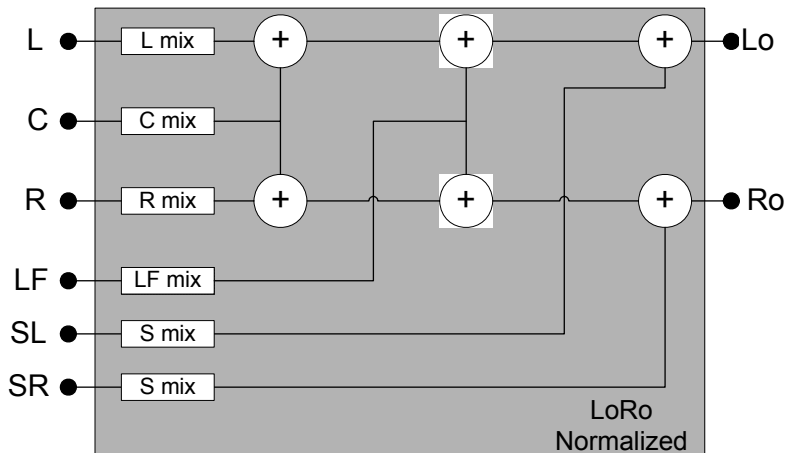 L
L mix
+
+
+
Lo
C
C mix
R
R mix
+
+
+
Ro
LF
LF mix
SL
S mix
SR
S mix
LoRo
Normalized